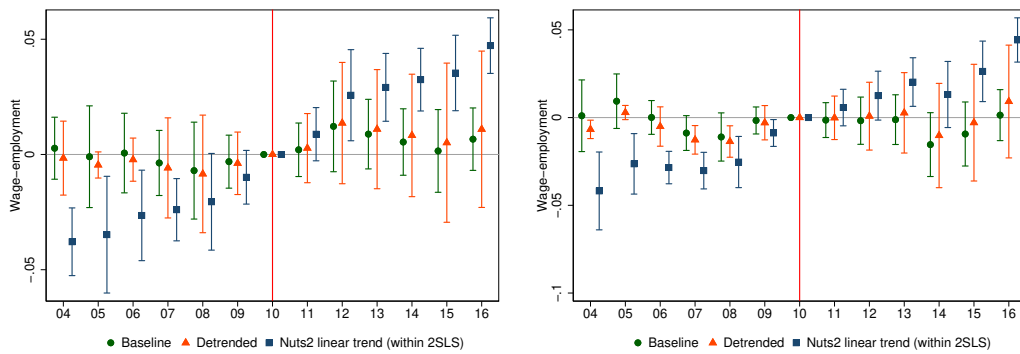 Wage−employment
.05
0
−.05
04 05 06 07 08 09 10 11 12 13 14 15 16
Baseline Detrended Nuts2 linear trend (within 2SLS)
Wage−employment
.05
0
−.05
−.1
04 05 06 07 08 09 10 11 12 13 14 15 16
Baseline Detrended Nuts2 linear trend (within 2SLS)